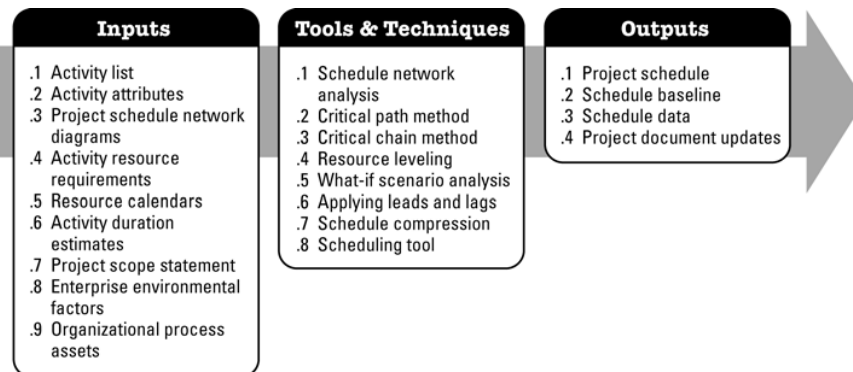 Inputs
.1 Activity list
.2 Activity attributes
.3 Project schedule network
diagrams
.4 Activity resource
requirements
.5 Resource calendars
.6 Activity duration
estimates
.7 Project scope statement
.8 Enterprise environmental
factors
.9 Organizational process
assets
Tools & Techniques
.1 Schedule network
analysis
.2 Critical path method
.3 Critical chain method
.4 Resource leveling
.5 What-if scenario analysis
.6 Applying leads and lags
.7 Schedule compression
.8 Scheduling tool
Outputs
.1 Project schedule
.2 Schedule baseline
.3 Schedule data
.4 Project document updates